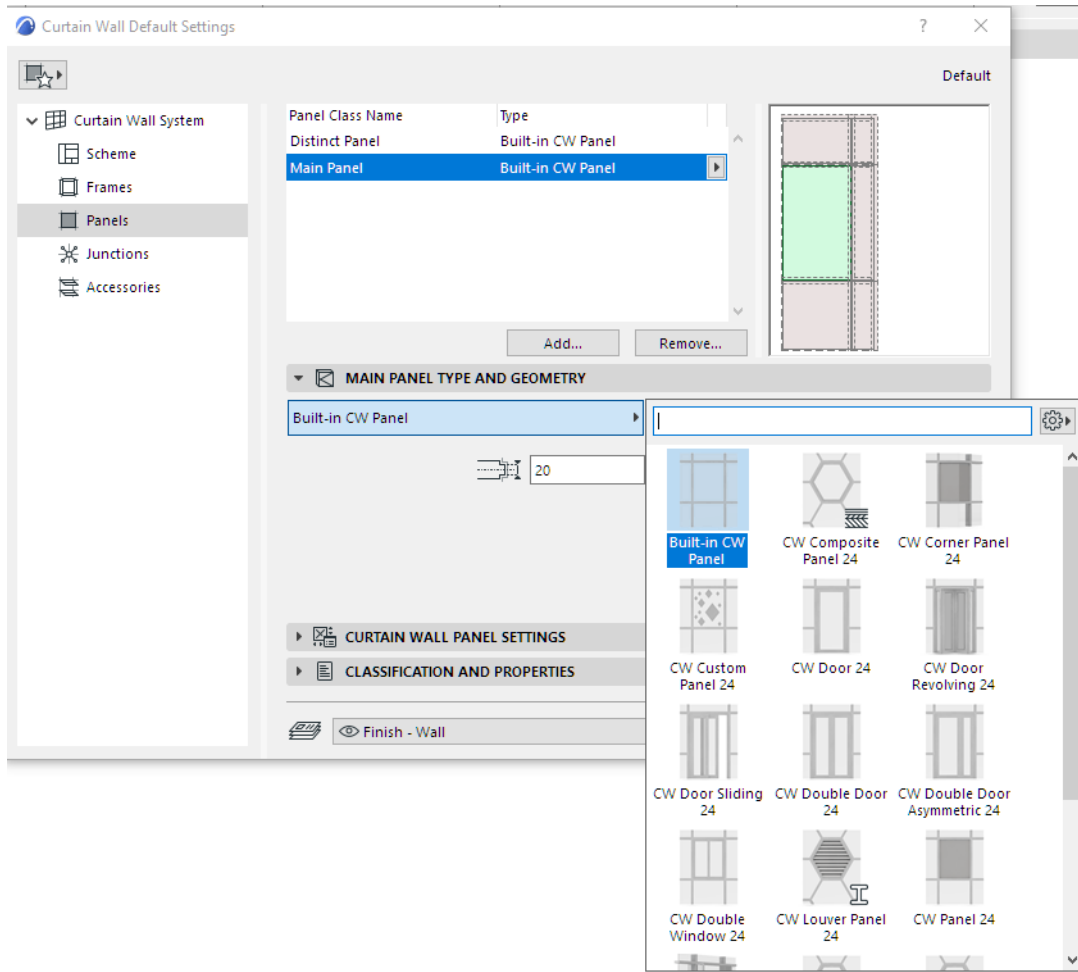 Curtain Wall Default Settings
?
Default
Curtain Wall System
Scheme
Frames
Panels
Junctions
Accessories
Panel Class Name Type
Distinct Panel Built-in CW Panel
Main Panel Built-in CW Panel
Add... Remove...
MAIN PANEL TYPE AND GEOMETRY
Built-in CW Panel
20
CURTAIN WALL PANEL SETTINGS
CLASSIFICATION AND PROPERTIES
Finish - Wall
Built-in CW
Panel
CW Composite
Panel 24
CW Corner Panel
24
CW Custom
Panel 24
CW Door 24
CW Door
Revolving 24
CW Door Sliding
24
CW Double Door
24
CW Double Door
Asymmetric 24
CW Double
Window 24
CW Louver Panel
24
CW Panel 24